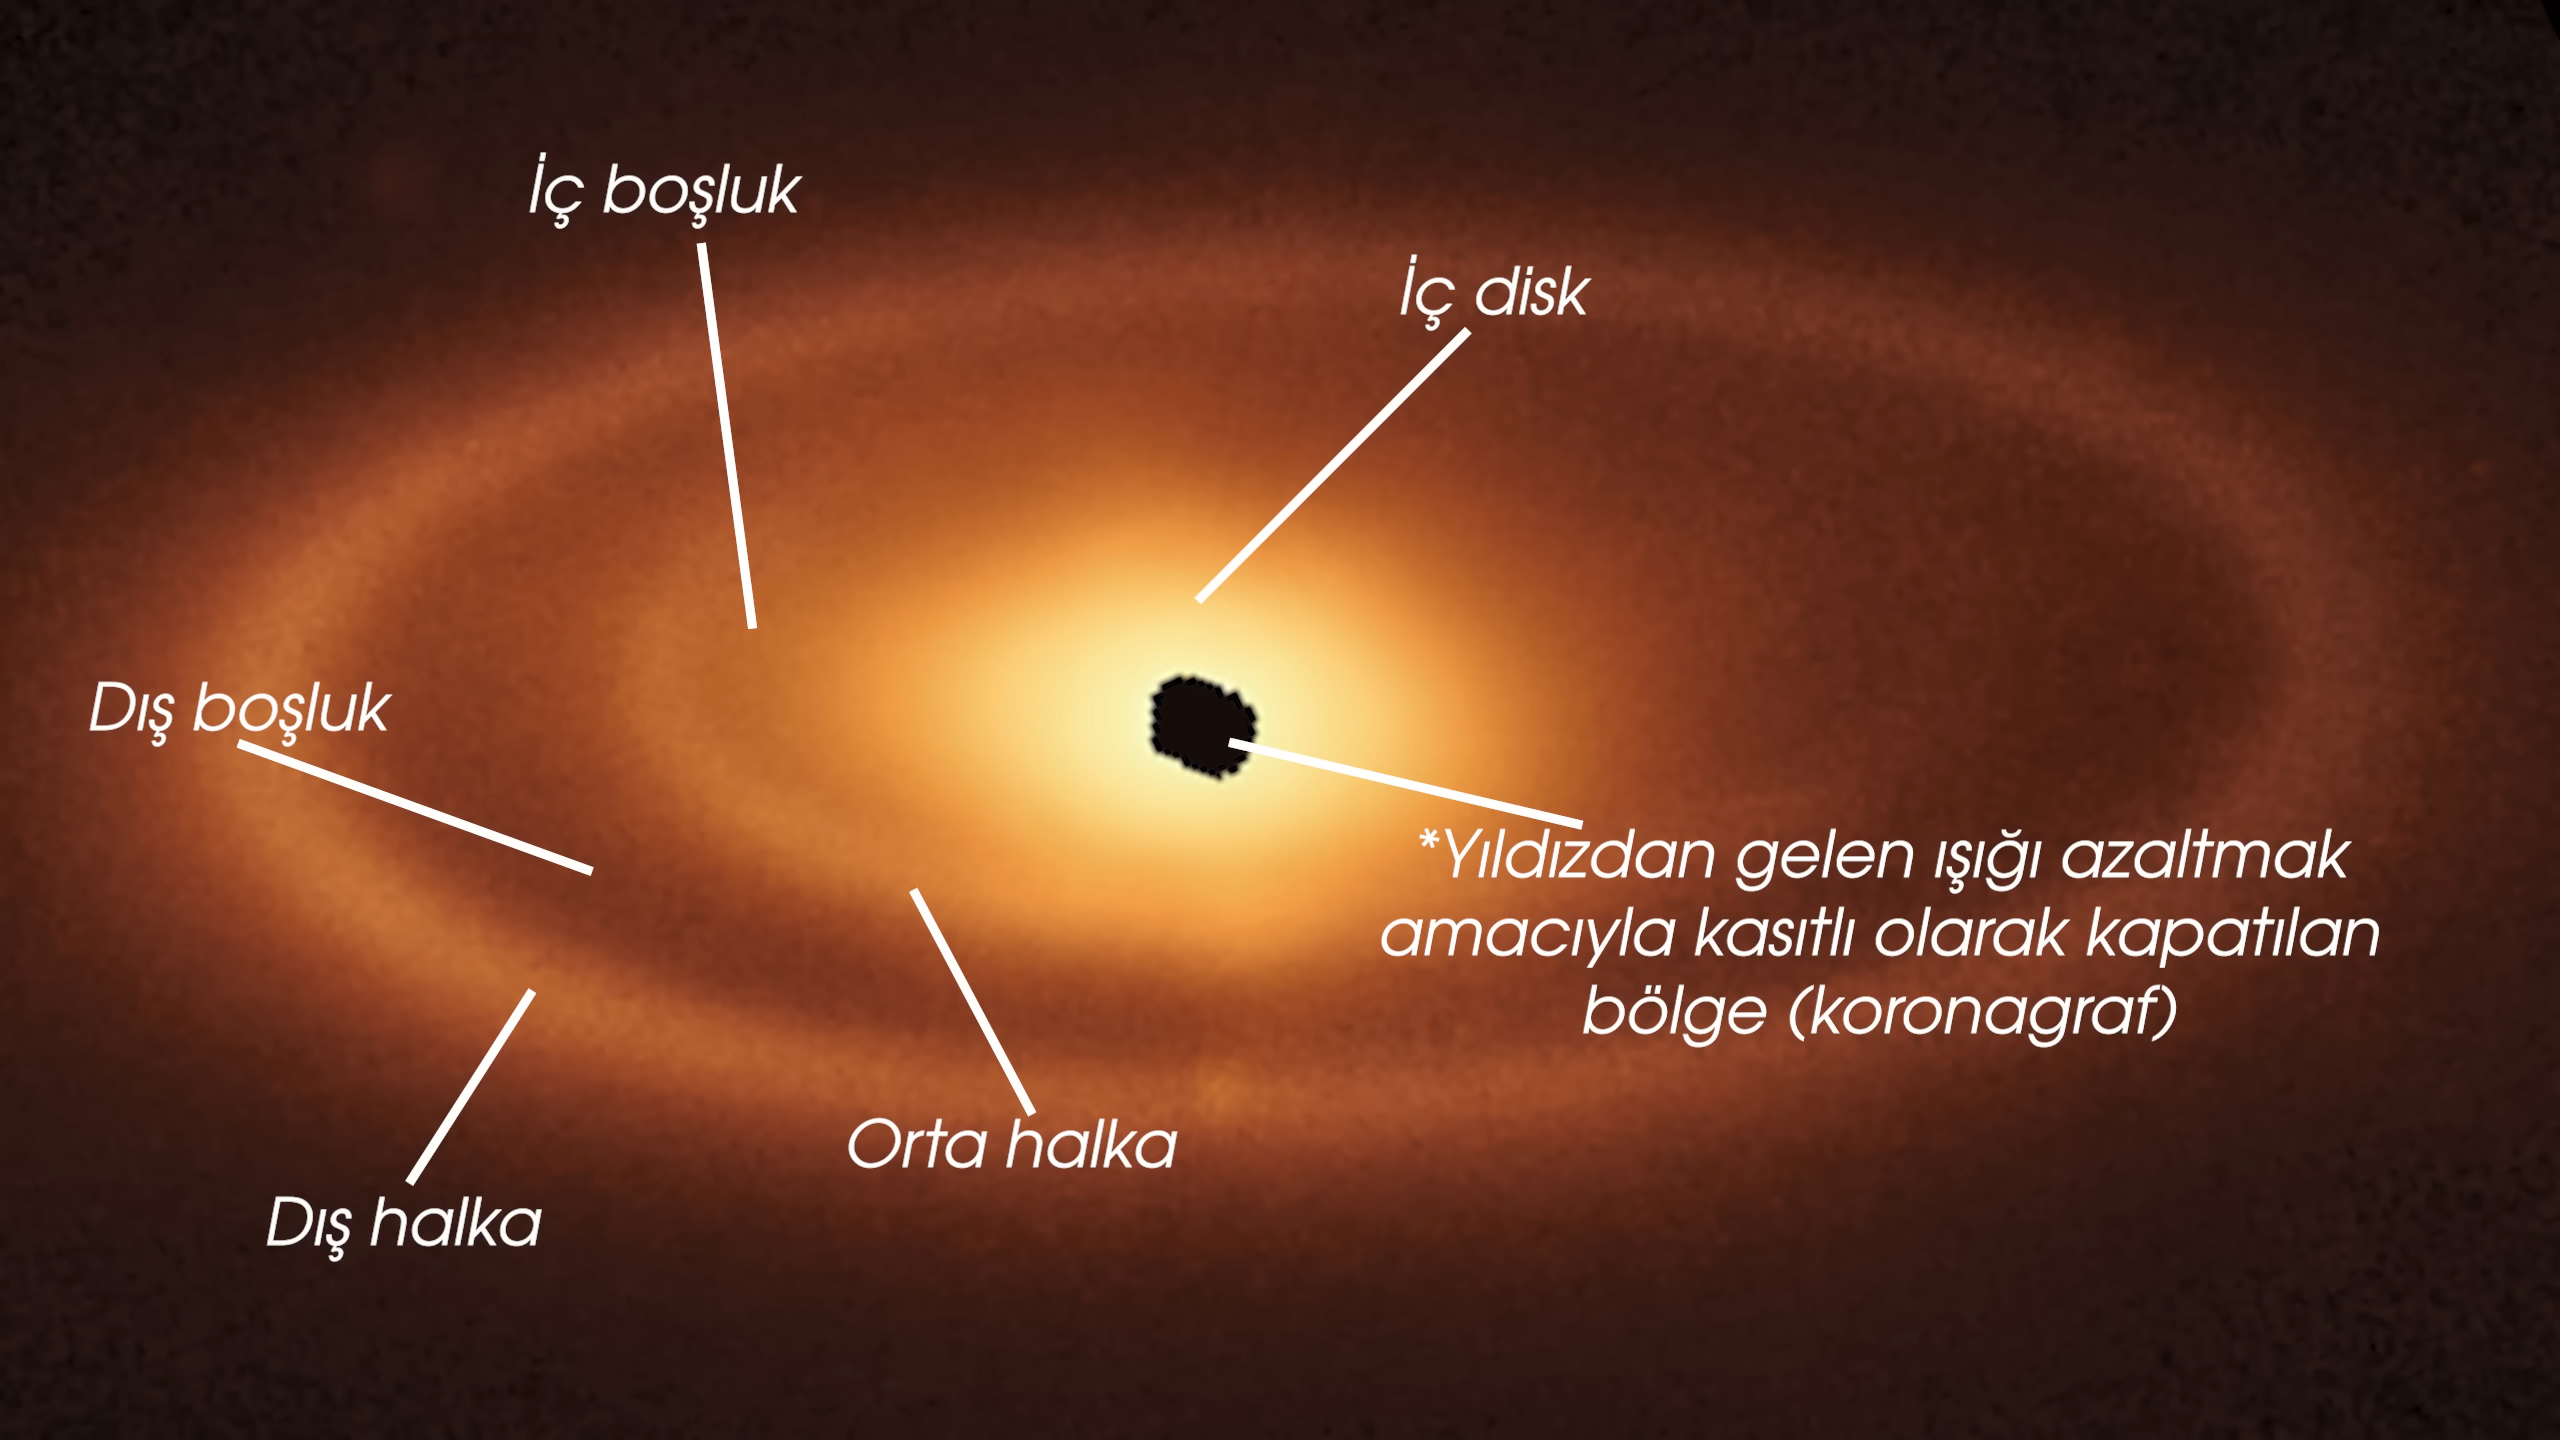 İç boşluk
İç disk
Dış boşluk
*Yıldızdan gelen ışığı azaltmak
amacıyla kasıtlı olarak kapatılan
bölge (koronagraf)
Orta halka
Dış halka